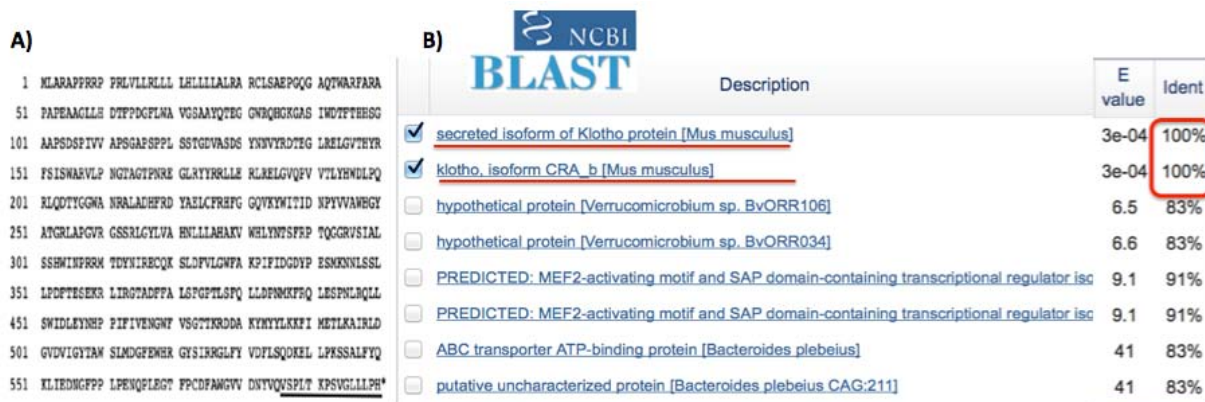 A)
1 MLARAPPRRP PRLVLLRLLL LHLLLLALRA RCLSAEPGQG AQTWARFARA
51 PAPEAAGLLH DTFPDGFLWA VGSAAYQTEG GWRQHGKGAS IWDTFTHHSG
101 AAPSDSPIVV APSGAPSPPL SSTGDVASDS YNNVYRDTEG LRELGVTHYR
151 FSISWARVLP NGTAGTPNRE GLRYYRRLLE RLRELGVQPV VTLYHWDLPQ
201 RLQDTYGGWA NRALADHFRD YAELCFRHFG GQVKYWITID NPYVVAWHGY
251 ATGRLAPGVR GSSRLGYLVA HNLLLAHAKV WHLYNTSFRP TQGGRVSIAL
301 SSHWINPRRM TDYNIRECQK SLDFVLGWFA KPIFIDGDYP ESMKNNLSSL
351 LPDFTESEKR LIRGTADFFA LSFGPTLSFQ LLDPNMKFRQ LESPNLRQLL
451 SWIDLEYNHP PIFIVENGWF VSGTTKRDDA KYMYYLKKFI METLKAIRLD
501 GVDVIGYTAW SLMDGFEWHR GYSIRRGLFY VDFLSQDKEL LPKSSALFYQ
551 KLIEDNGFPP LPENQPLEGT FPCDFAWGVV DNYVQVSPLT KPSVGLLLPH*
B)
NCBI
BLAST
Description E value Ident
secreted isoform of Klotho protein [Mus musculus] 3e-04 100%
klotho, isoform CRA_b [Mus musculus] 3e-04 100%
hypothetical protein [Verrucomicrobium sp. BvORR106] 6.5 83%
hypothetical protein [Verrucomicrobium sp. BvORR034] 6.6 83%
PREDICTED: MEF2-activating motif and SAP domain-containing transcriptional regulator isc 9.1 91%
PREDICTED: MEF2-activating motif and SAP domain-containing transcriptional regulator isc 9.1 91%
ABC transporter ATP-binding protein [Bacteroides plebeius] 41 83%
putative uncharacterized protein [Bacteroides plebeius CAG:211] 41 83%